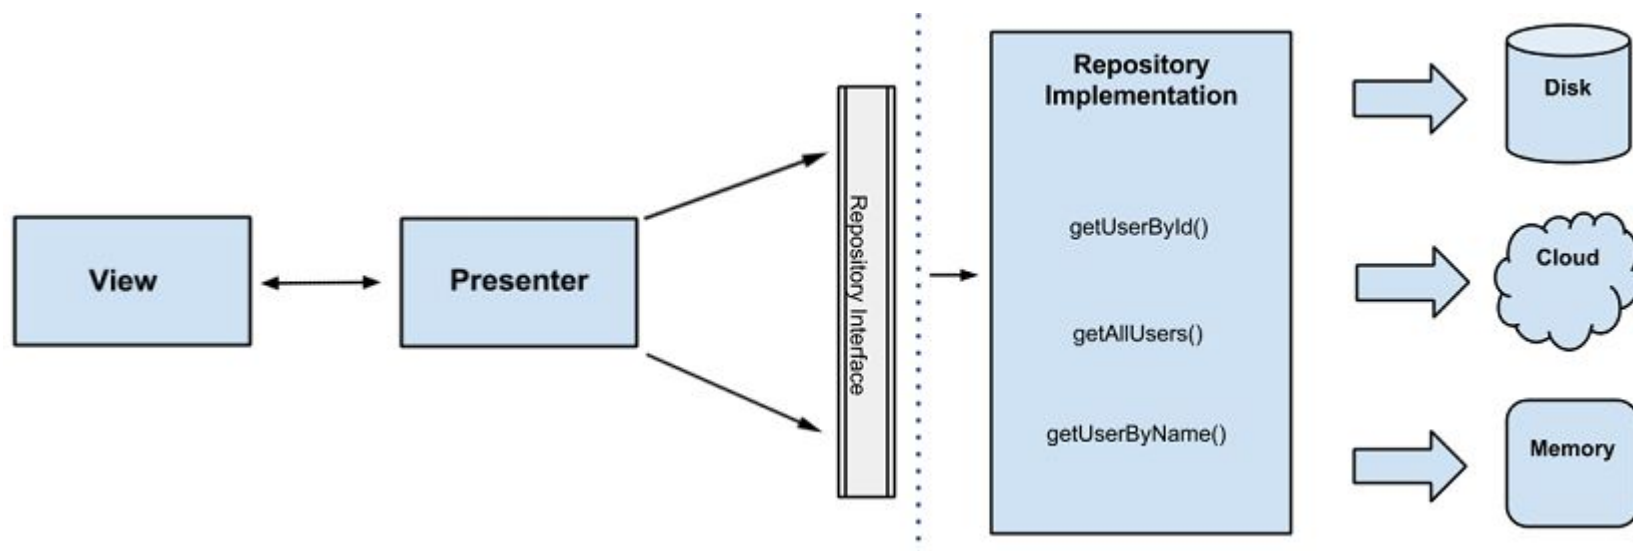 View
Presenter
Repository Interface
Repository
Implementation
getUserById()
getAllUsers()
getUserByName()
Disk
Cloud
Memory